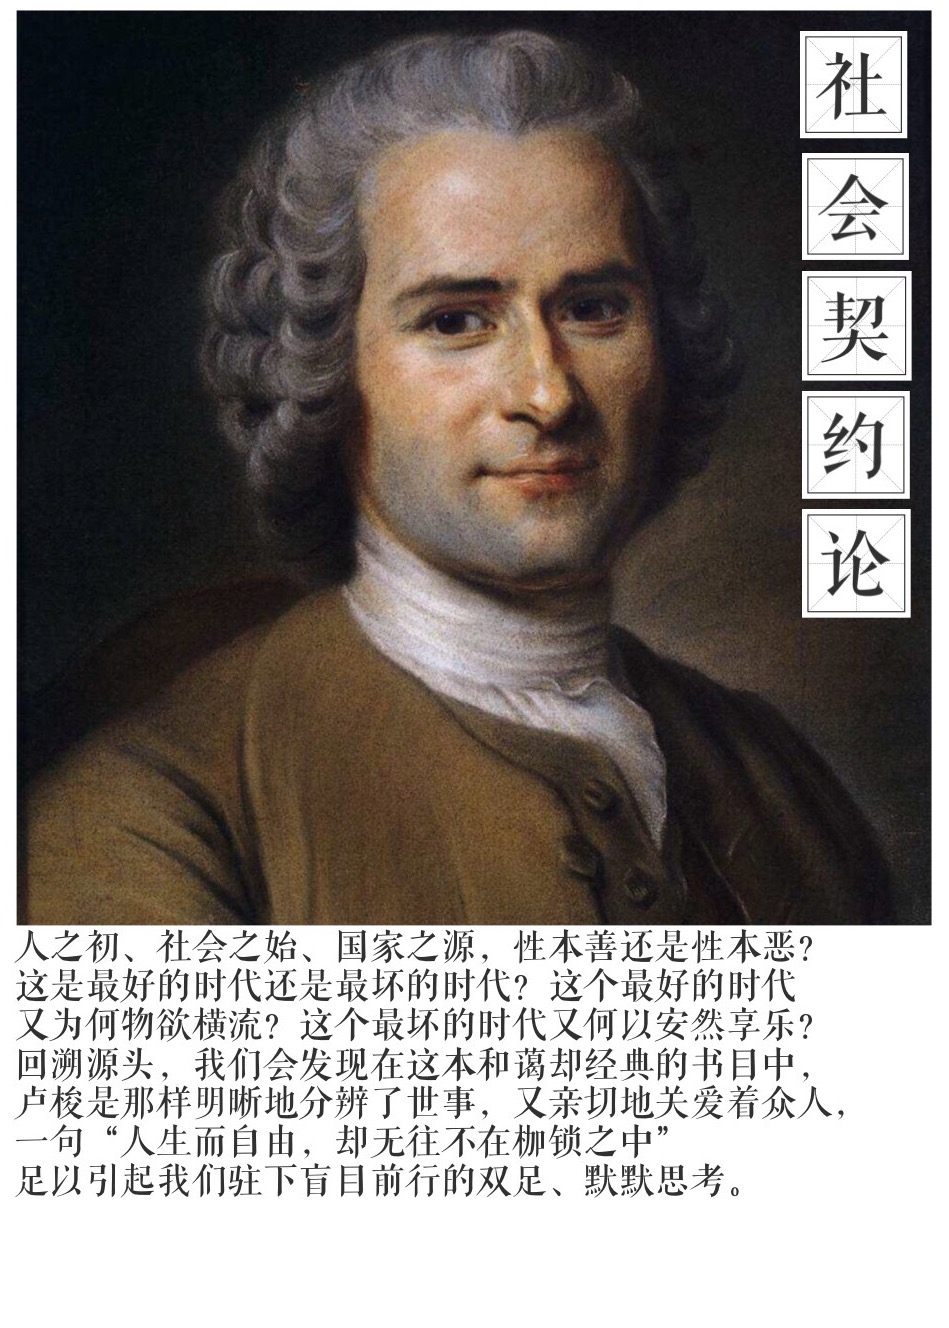 社会契约论
人之初、社会之始、国家之源，性本善还是性本恶？
这是最好的时代还是最坏的时代？这个最好的时代
又为何物欲横流？这个最坏的时代又何以安然享乐？
回溯源头，我们会发现在这本和蔼却经典的书目中，
卢梭是那样明晰地分辨了世事，又亲切地关爱着众人，
一句“人生而自由，却无往不在枷锁之中”
足以引起我们驻下盲目前行的双足、默默思考。